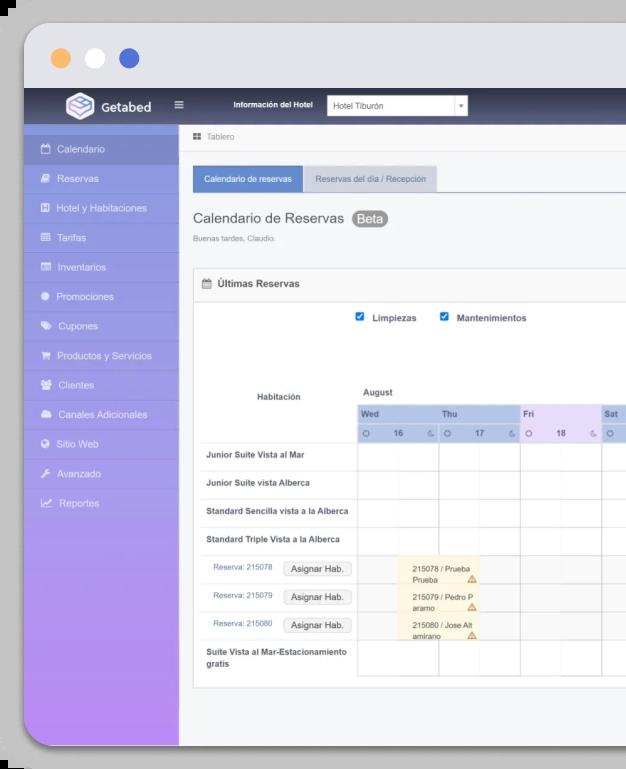 Getabed
Información del Hotel
Hotel Tiburón
Calendario
Reservas
Hotel y Habitaciones
Tarifas
Inventarios
Promociones
Cupones
Productos y Servicios
Clientes
Canales Adicionales
Sitio Web
Avanzado
Reportes
Tablero
Calendario de reservas
Reservas del día / Recepción
Calendario de Reservas Beta
Buenas tardes, Claudio.
Últimas Reservas
Limpiezas
Mantenimientos
Habitación
August
Wed
Thu
Fri
Sat
16
17
18
Junior Suite Vista al Mar
Junior Suite vista Alberca
Standard Sencilla vista a la Alberca
Standard Triple Vista a la Alberca
Reserva: 215078
Asignar Hab.
215078 / Prueba
Prueba
Reserva: 215079
Asignar Hab.
215079 / Pedro P
aramo
Reserva: 215080
Asignar Hab.
215080 / Jose Alt
amirano
Suite Vista al Mar-Estacionamiento
gratis